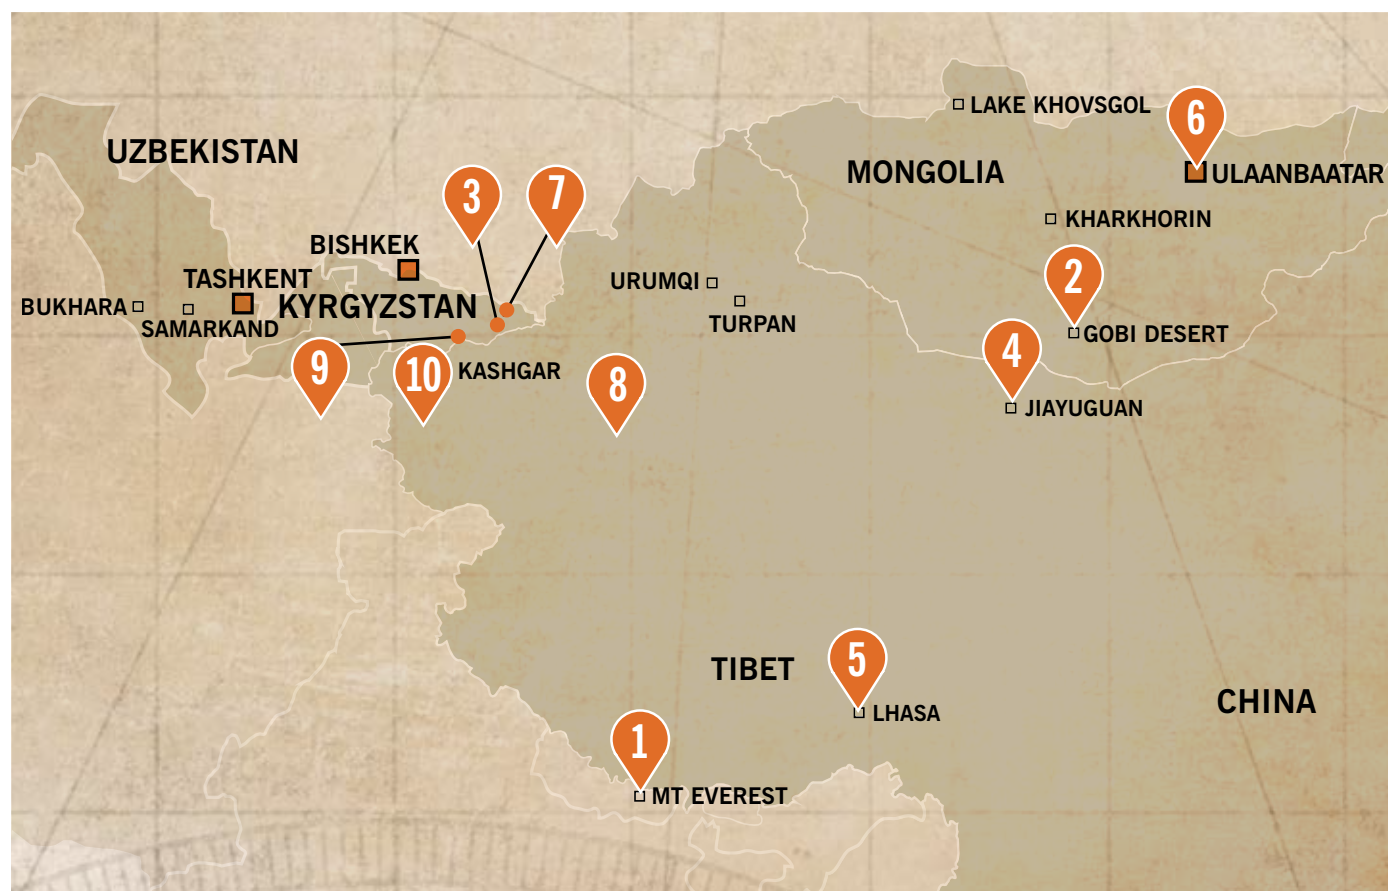 LAKE KHOVSGOL
6
UZBEKISTAN
MONGOLIA
ULAANBAATAR
3
7
KHARKHORIN
BISHKEK
TASHKENT
URUMQI
2
BUKHARA
KYRGYZSTAN
SAMARKAND
TURPAN
GOBI DESERT
4
9
10
KASHGAR
8
JIAYUGUAN
TIBET
5
CHINA
LHASA
1
MT EVEREST